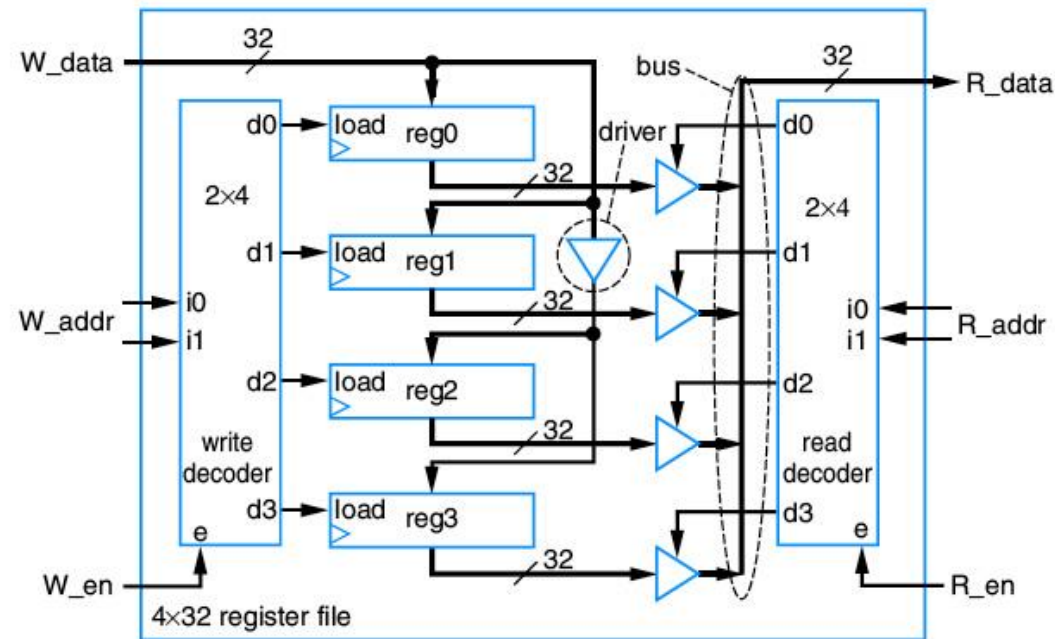 32
W_data
bus
32
R_data
d0
load
reg0
driver
d0
2×4
32
2×4
d1
load
reg1
d1
i0
W_addr
i1
32
i0
R_addr
i1
d2
load
reg2
d2
write
decoder
32
read
decoder
d3
load
reg3
d3
e
32
e
W_en
R_en
4×32 register file